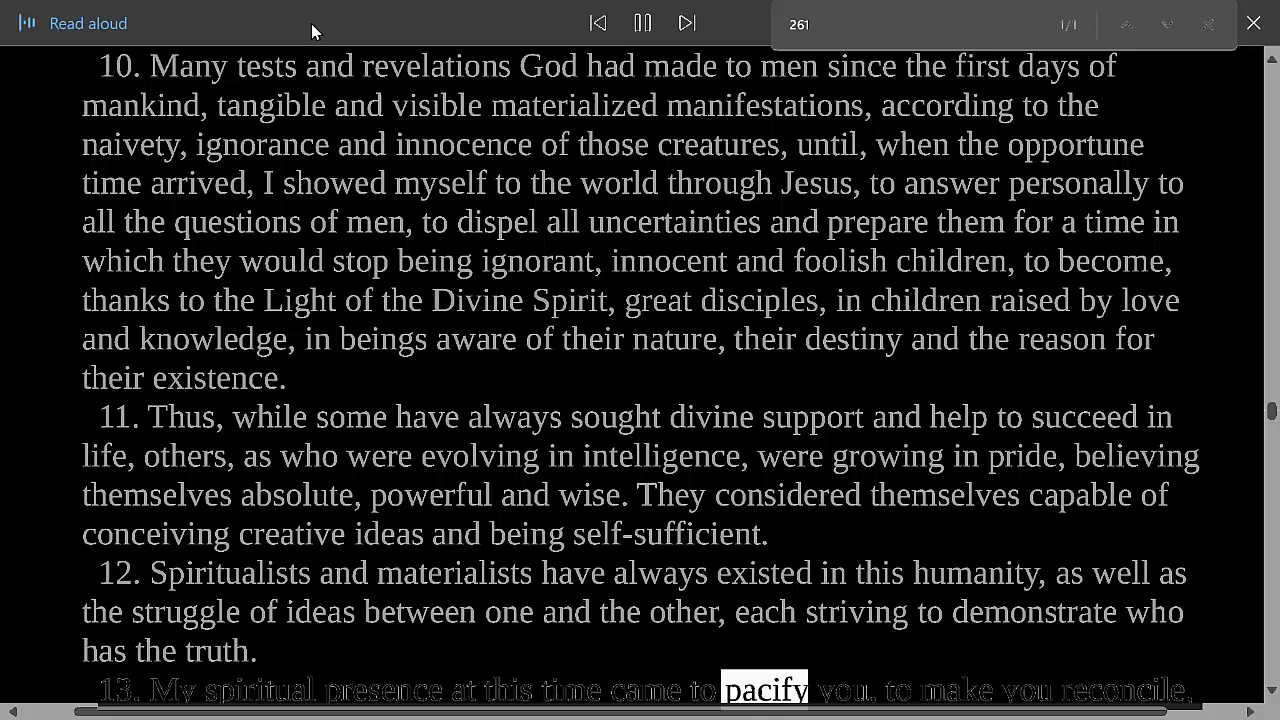 Read aloud
261
1/1
10. Many tests and revelations God had made to men since the first days of
mankind, tangible and visible materialized manifestations, according to the
naivety, ignorance and innocence of those creatures, until, when the opportune
time arrived, I showed myself to the world through Jesus, to answer personally to
all the questions of men, to dispel all uncertainties and prepare them for a time in
which they would stop being ignorant, innocent and foolish children, to become,
thanks to the Light of the Divine Spirit, great disciples, in children raised by love
and knowledge, in beings aware of their nature, their destiny and the reason for
their existence.
11. Thus, while some have always sought divine support and help to succeed in
life, others, as who were evolving in intelligence, were growing in pride, believing
themselves absolute, powerful and wise. They considered themselves capable of
conceiving creative ideas and being self-sufficient.
12. Spiritualists and materialists have always existed in this humanity, as well as
the struggle of ideas between one and the other, each striving to demonstrate who
has the truth.
13. My spiritual presence at this time came to pacify you, to make you reconcile,